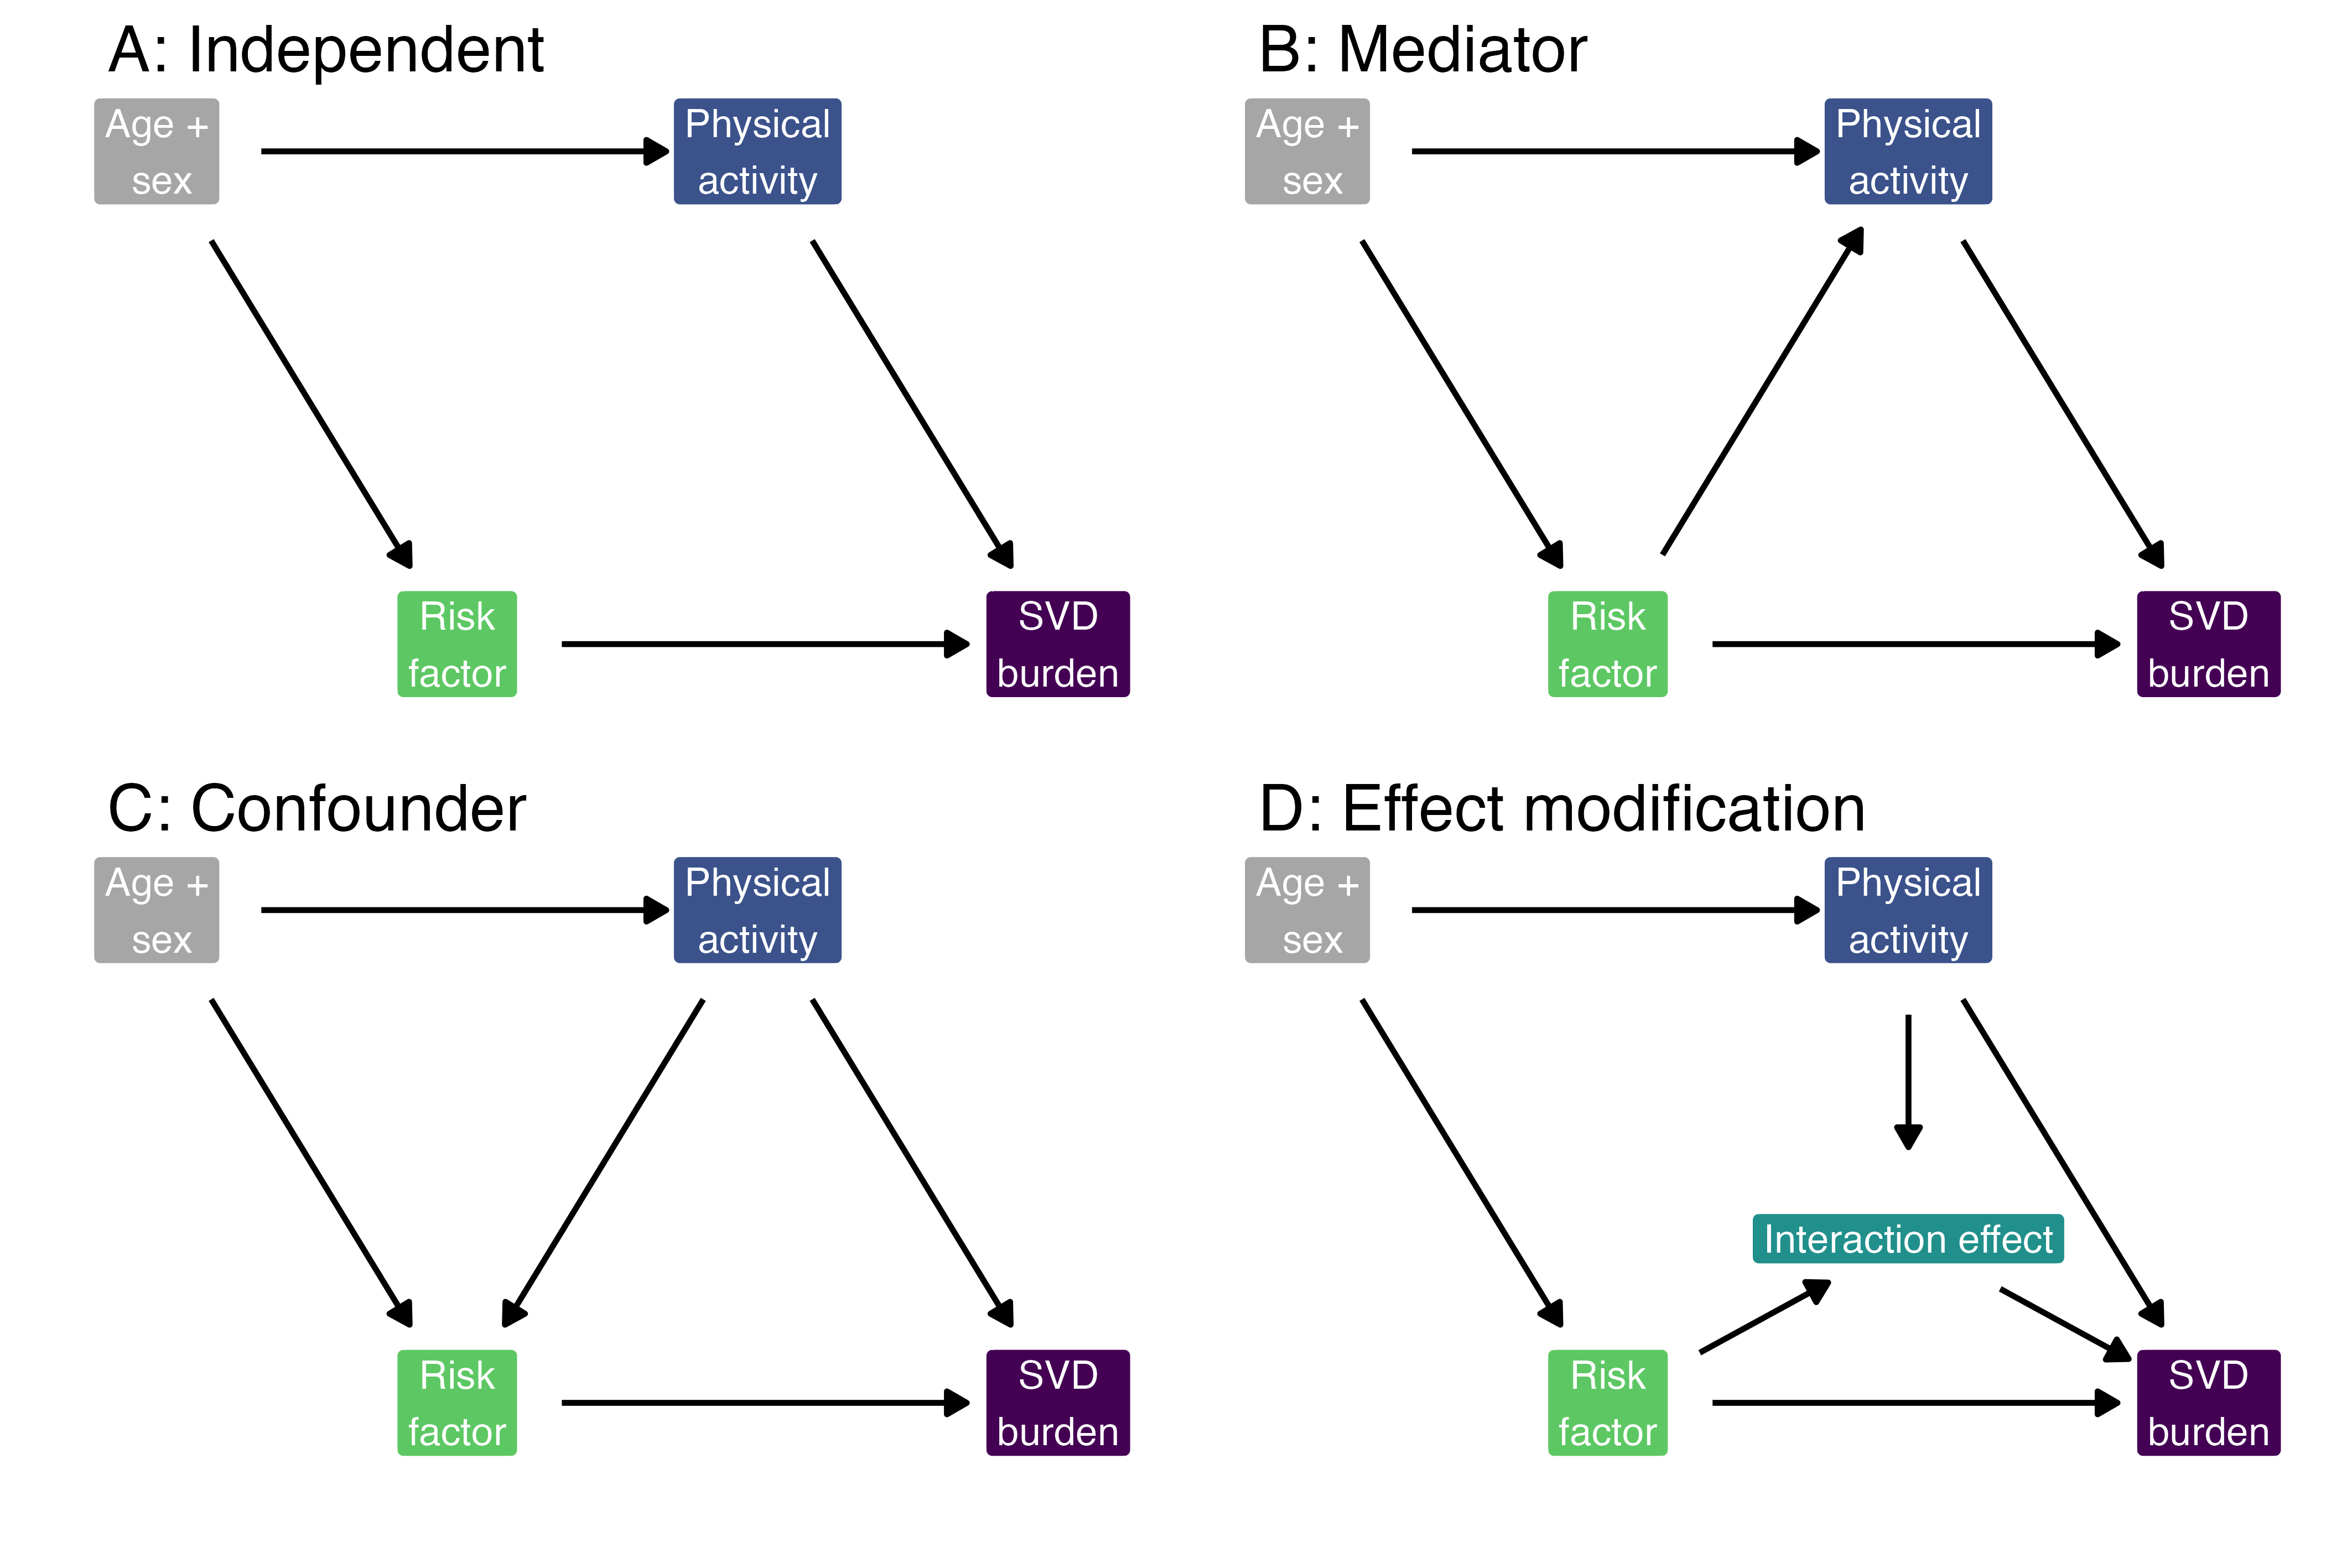 A: Independent
Age +
sex
Physical
activity
Risk
factor
SVD
burden
B: Mediator
Age +
sex
Physical
activity
Risk
factor
SVD
burden
C: Confounder
Age +
sex
Physical
activity
Risk
factor
SVD
burden
D: Effect modification
Age +
sex
Physical
activity
Interaction effect
Risk
factor
SVD
burden